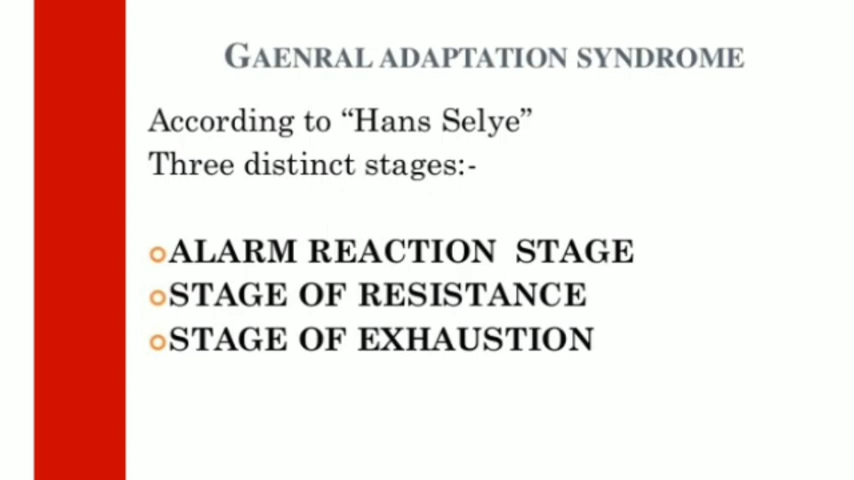 GAENRAL ADAPTATION SYNDROME
According to “Hans Selye”
Three distinct stages:-
ALARM REACTION STAGE
STAGE OF RESISTANCE
STAGE OF EXHAUSTION